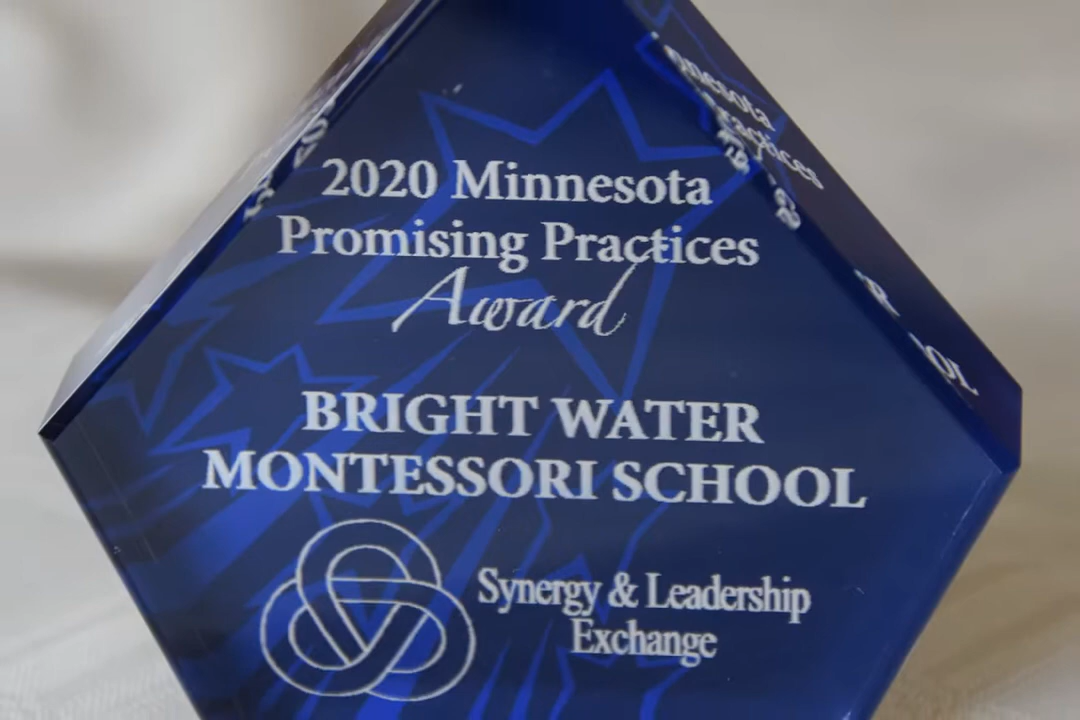 2020 Minnesota
Promising Practices
Award
BRIGHT WATER
MONTESSORI SCHOOL
Synergy & Leadership
Exchange